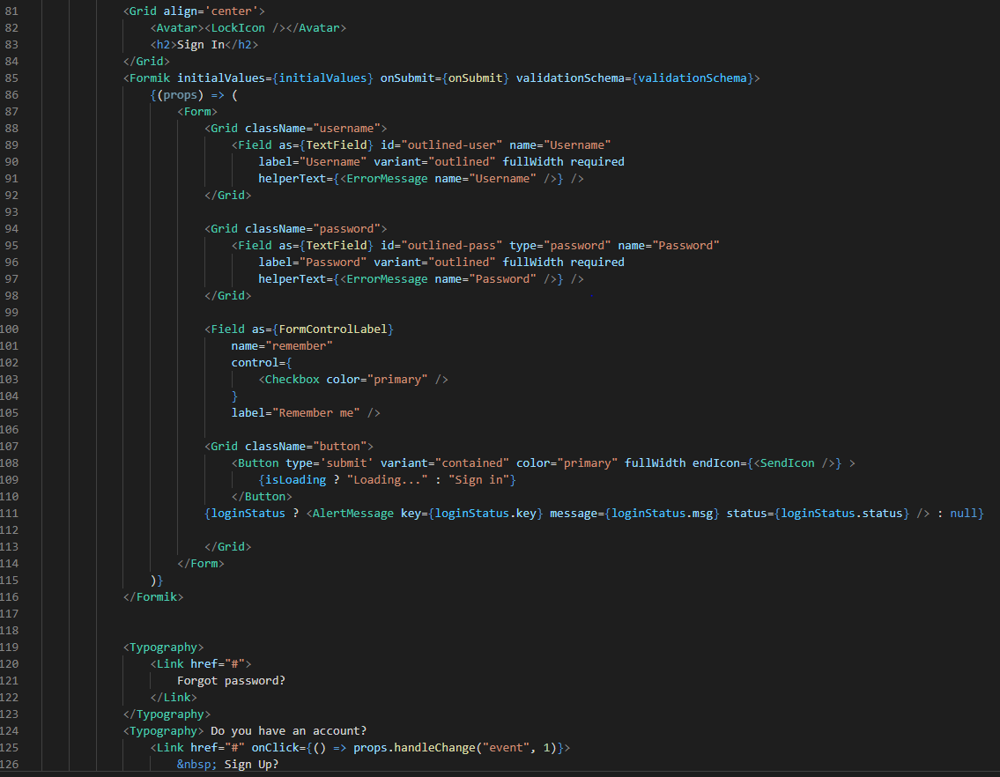 81 <Grid align='center'>
82 <Avatar><LockIcon /></Avatar>
83 <h2>Sign In</h2>
84 </Grid>
85 <Formik initialValues={initialValues} onSubmit={onSubmit} validationSchema={validationSchema}>
86 {(props) => (
87 <Form>
88 <Grid className="username">
89 <Field as={TextField} id="outlined-user" name="Username"
90 label="Username" variant="outlined" fullWidth required
91 helperText={<ErrorMessage name="Username" />} />
92 </Grid>
93
94 <Grid className="password">
95 <Field as={TextField} id="outlined-pass" type="password" name="Password"
96 label="Password" variant="outlined" fullWidth required
97 helperText={<ErrorMessage name="Password" />} />
98 </Grid>
99
100 <Field as={FormControlLabel}
101 name="remember"
102 control={
103 <Checkbox color="primary" />
104 }
105 label="Remember me" />
106
107 <Grid className="button">
108 <Button type='submit' variant="contained" color="primary" fullWidth endIcon={<SendIcon />} >
109 {isLoading ? "Loading..." : "Sign in"}
110 </Button>
111 {loginStatus ? <AlertMessage key={loginStatus.key} message={loginStatus.msg} status={loginStatus.status} /> : null}
112
113 </Grid>
114 </Form>
115 )}
116 </Formik>
117
118
119 <Typography>
120 <Link href="#">
121 Forgot password?
122 </Link>
123 </Typography>
124 <Typography> Do you have an account?
125 <Link href="#" onClick={() => props.handleChange("event", 1)}>
126 &nbsp; Sign Up?